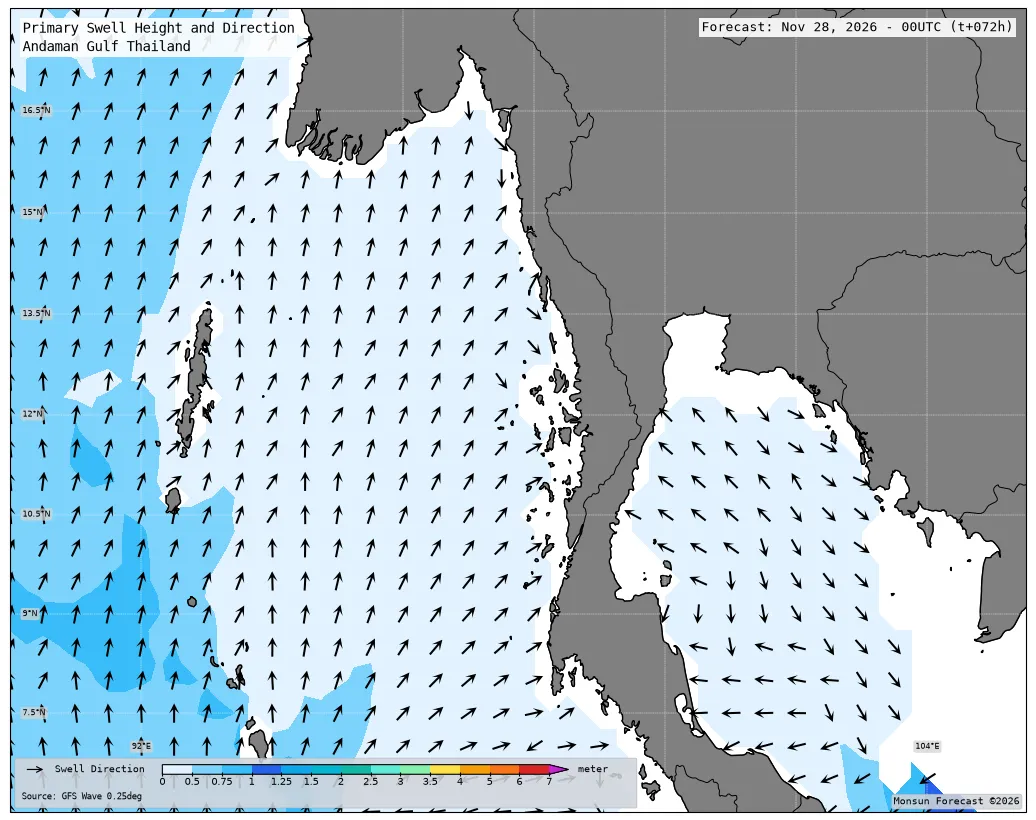 Primary Swell Height and Direction
Andaman Gulf Thailand
Forecast: Nov 28, 2026 - 00UTC (t+072h)
16.5°N
15°N
13.5°N
12°N
10.5°N
9°N
7.5°N
92°E
104°E
Swell Direction
0 0.5 0.75 1 1.25 1.5 2 2.5 3 3.5 4 5 6 7
meter
Source: GFS Wave 0.25deg
Monsun Forecast ©2026